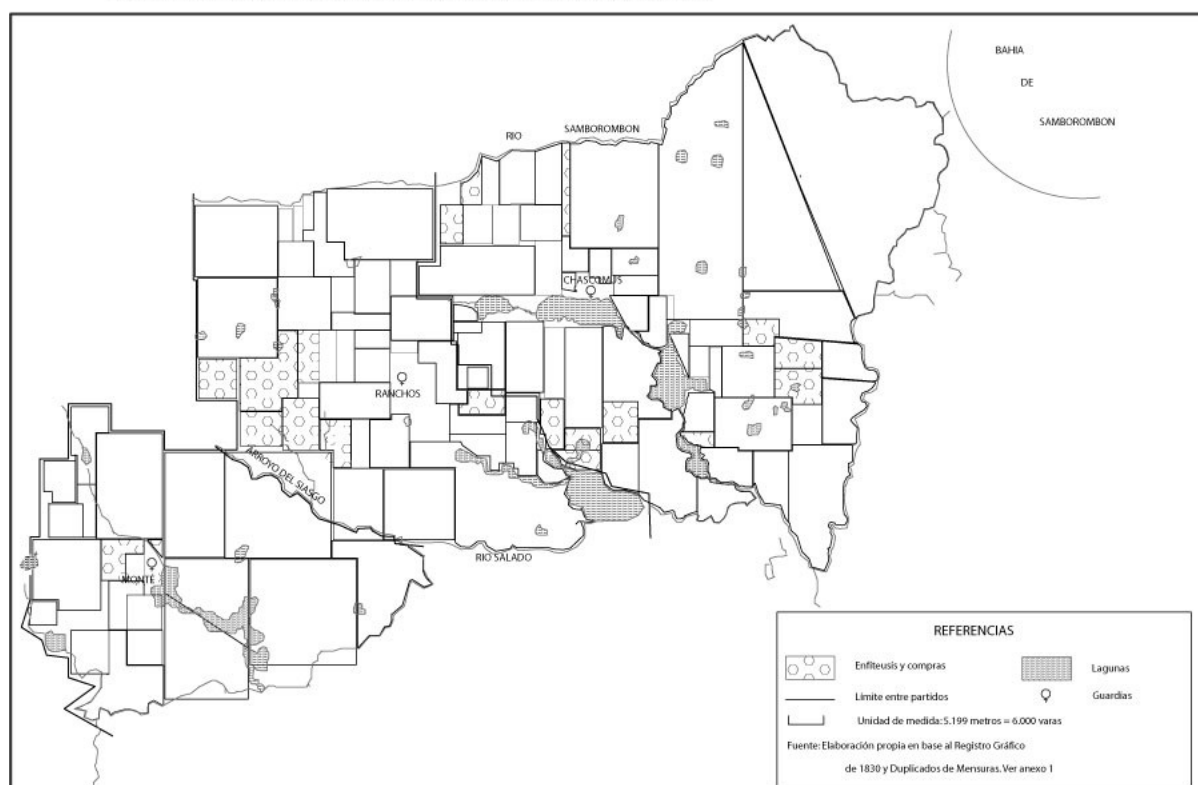 BAHIA
DE
SAMBOROMBON
RIO
SAMBOROMBON
CHASCOMUS
RANCHOS
ARROYO DEL SIASGO
RIO SALADO
MONTE
REFERENCIAS
Enfiteusis y compras
Lagunas
Límite entre partidos
Guardias
Unidad de medida: 5.199 metros = 6.000 varas
Fuente: Elaboración propia en base al Registro Gráfico
de 1830 y Duplicados de Mensuras. Ver anexo 1